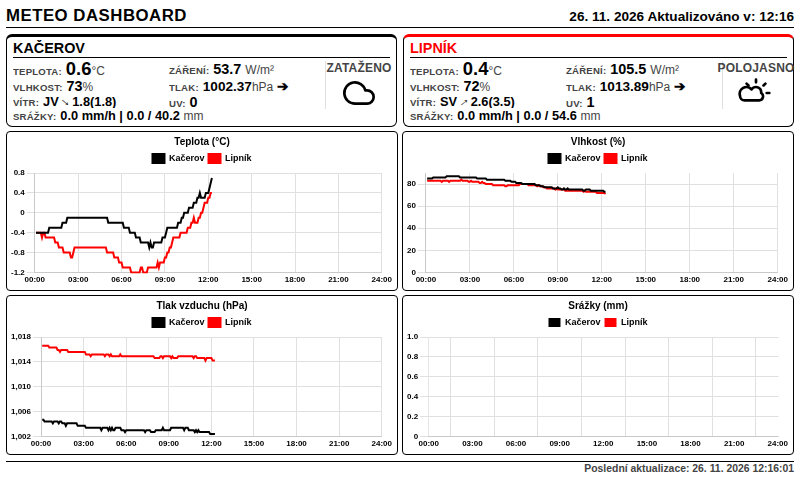 METEO DASHBOARD
26. 11. 2026 Aktualizováno v: 12:16
KAČEROV
TEPLOTA: 0.6°C
ZÁŘENÍ: 53.7 W/m²
ZATAŽENO
VLHKOST: 73%
TLAK: 1002.37hPa ➔
VÍTR: JV → 1.8(1.8)
UV: 0
SRÁŽKY: 0.0 mm/h | 0.0 / 40.2 mm
LIPNÍK
TEPLOTA: 0.4°C
ZÁŘENÍ: 105.5 W/m²
POLOJASNO
VLHKOST: 72%
TLAK: 1013.89hPa ➔
VÍTR: SV → 2.6(3.5)
UV: 1
SRÁŽKY: 0.0 mm/h | 0.0 / 54.6 mm
Teplota (°C)
Kačerov Lipník
0.8
0.4
0
-0.4
-0.8
-1.2
00:00 03:00 06:00 09:00 12:00 15:00 18:00 21:00 24:00
Vlhkost (%)
Kačerov Lipník
80
60
40
20
0
00:00 03:00 06:00 09:00 12:00 15:00 18:00 21:00 24:00
Tlak vzduchu (hPa)
Kačerov Lipník
1,018
1,014
1,010
1,006
1,002
00:00 03:00 06:00 09:00 12:00 15:00 18:00 21:00 24:00
Srážky (mm)
Kačerov Lipník
1.0
0.8
0.6
0.4
0.2
0
00:00 03:00 06:00 09:00 12:00 15:00 18:00 21:00 24:00
Poslední aktualizace: 26. 11. 2026 12:16:01